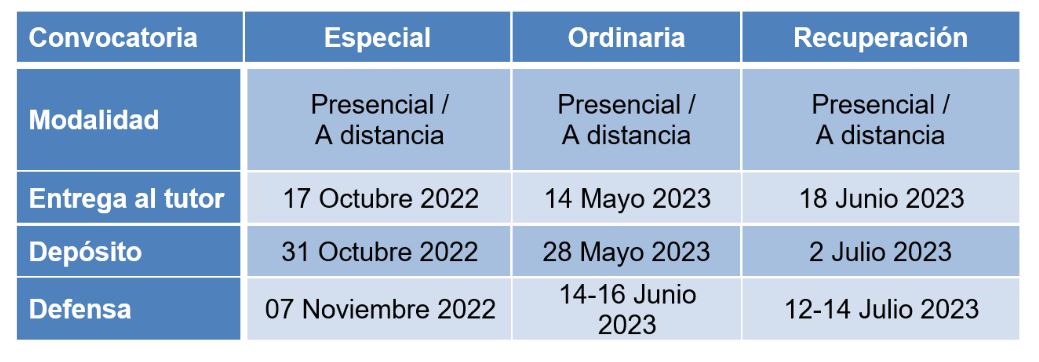 Convocatoria Especial Ordinaria Recuperación
Modalidad Presencial / A distancia Presencial / A distancia Presencial / A distancia
Entrega al tutor 17 Octubre 2022 14 Mayo 2023 18 Junio 2023
Depósito 31 Octubre 2022 28 Mayo 2023 2 Julio 2023
Defensa 07 Noviembre 2022 14-16 Junio 2023 12-14 Julio 2023